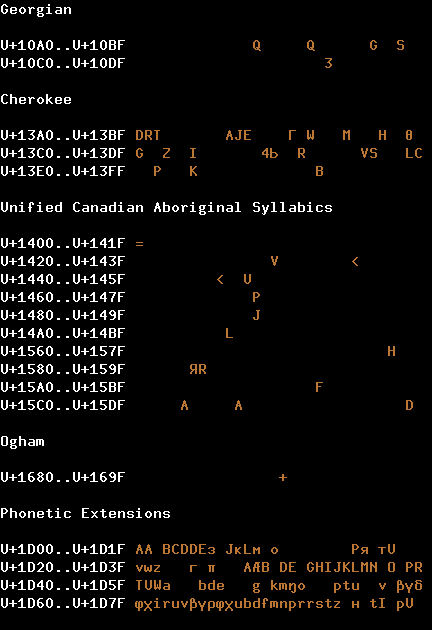 Georgian
U+10A0..U+10BF Q Q G S
U+10C0..U+10DF 3
Cherokee
U+13A0..U+13BF DRT AJE Γ W M H θ
U+13C0..U+13DF G Z I 4Ь R VS LC
U+13E0..U+13FF P K B
Unified Canadian Aboriginal Syllabics
U+1400..U+141F =
U+1420..U+143F V <
U+1440..U+145F < U
U+1460..U+147F P
U+1480..U+149F J
U+14A0..U+14BF L
U+1560..U+157F H
U+1580..U+159F ЯR
U+15A0..U+15BF F
U+15C0..U+15DF A A D
Ogham
U+1680..U+169F +
Phonetic Extensions
U+1D00..U+1D1F AA BCDDEз JĸLм o Pя тU
U+1D20..U+1D3F vwz г π AÆB DE GHIJKLMN O PR
U+1D40..U+1D5F TUWa bde g kmŋo ptu v βγδ
U+1D60..U+1D7F φχiruvβγρφχubdfmnprrstz н tI pU